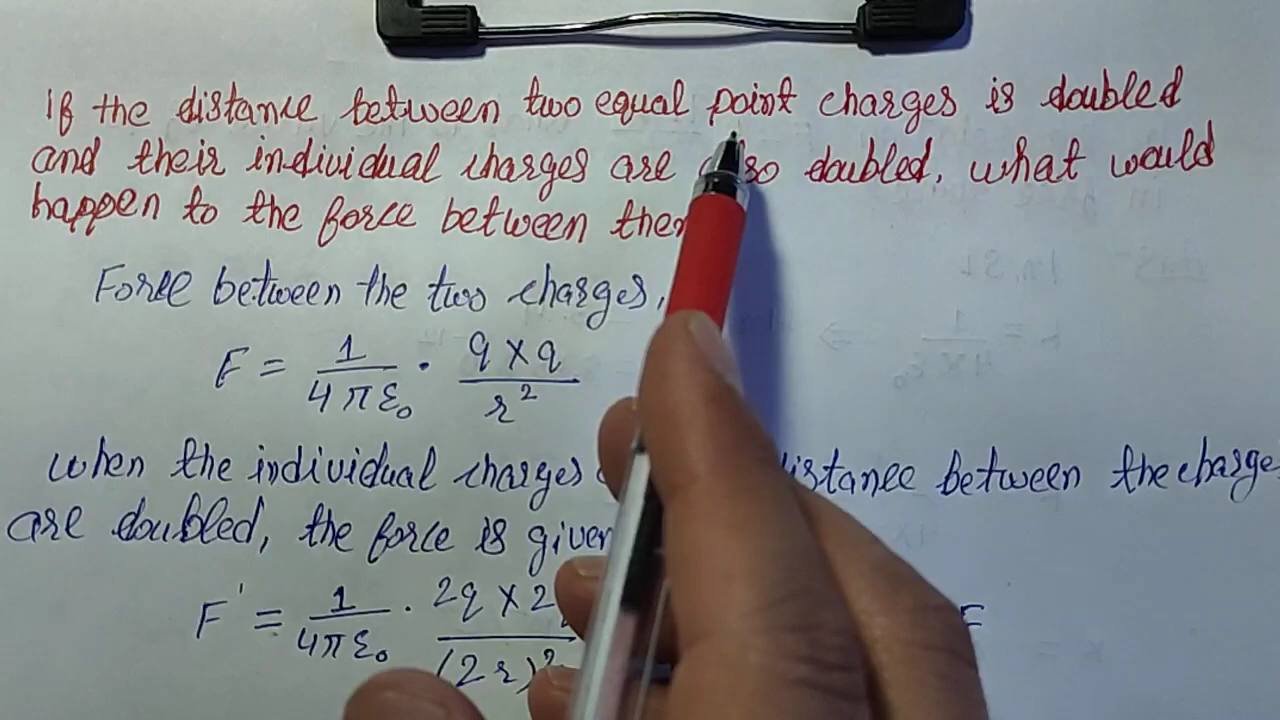 If the distance between two equal point charges is doubled
and their individual charges are also doubled, what would
happen to the force between
Force between the two charges,
F = 1/4πε₀ · q × q/r²
when the individual charges distance between the charge
are doubled, the force is given
F' = 1/4πε₀ · 2q × 2/(2r)² F